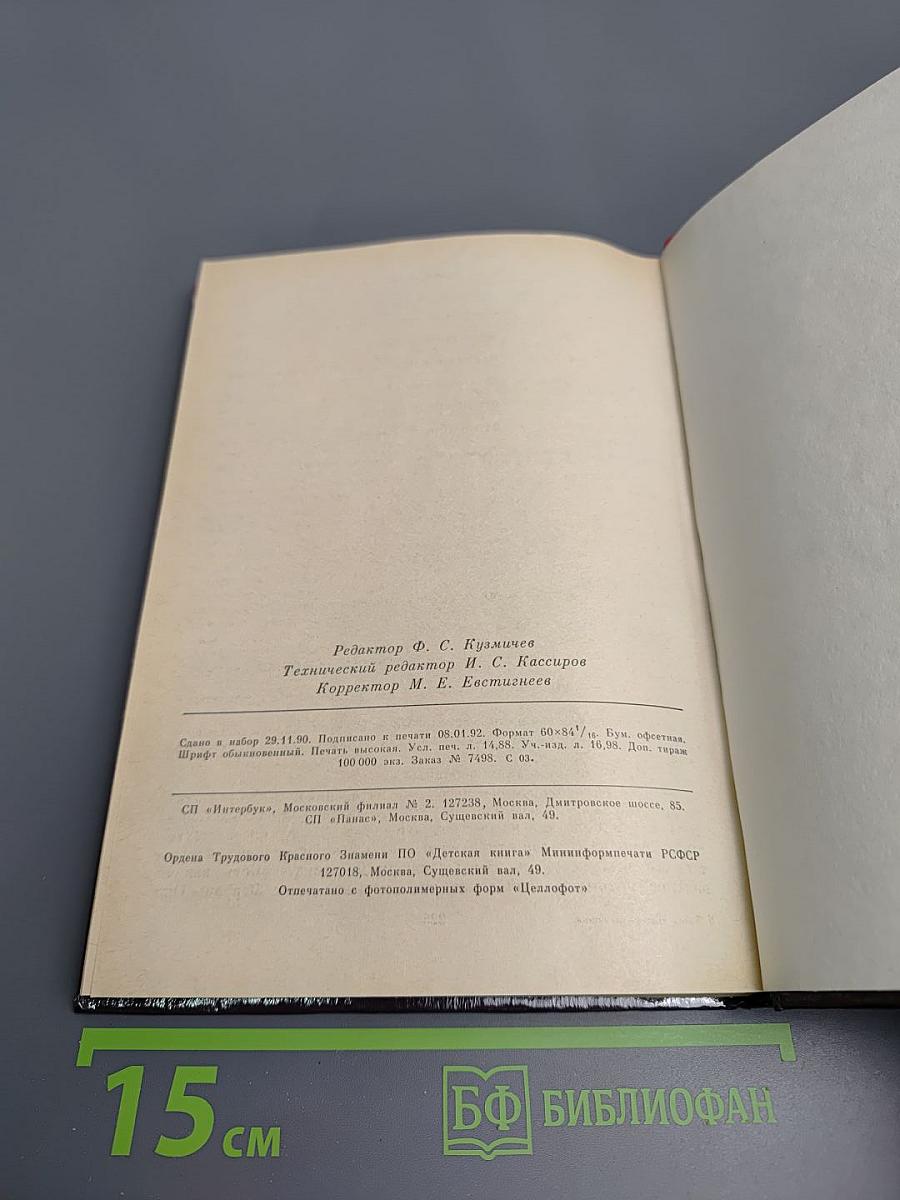 Редактор Ф. С. Кузмичев
Технический редактор И. С. Кассиров
Корректор М. Е. Евстигнеев
Сдано в набор 29.11.90. Подписано к печати 08.01.92. Формат 60×84¹/₁₆. Бум. офсетная.
Шрифт обыкновенный. Печать высокая. Усл. печ. л. 14,88. Уч.-изд. л. 16,98. Доп. тираж
100 000 экз. Заказ № 7498. С 03.
СП «Интербук», Московский филиал № 2. 127238, Москва, Дмитровское шоссе, 85.
СП «Панас», Москва, Сущевский вал, 49.
Ордена Трудового Красного Знамени ПО «Детская книга» Мининформпечати РСФСР
127018, Москва, Сущевский вал, 49.
Отпечатано с фотополимерных форм «Целлофот»
15 см
БФ БИБЛИОФАН